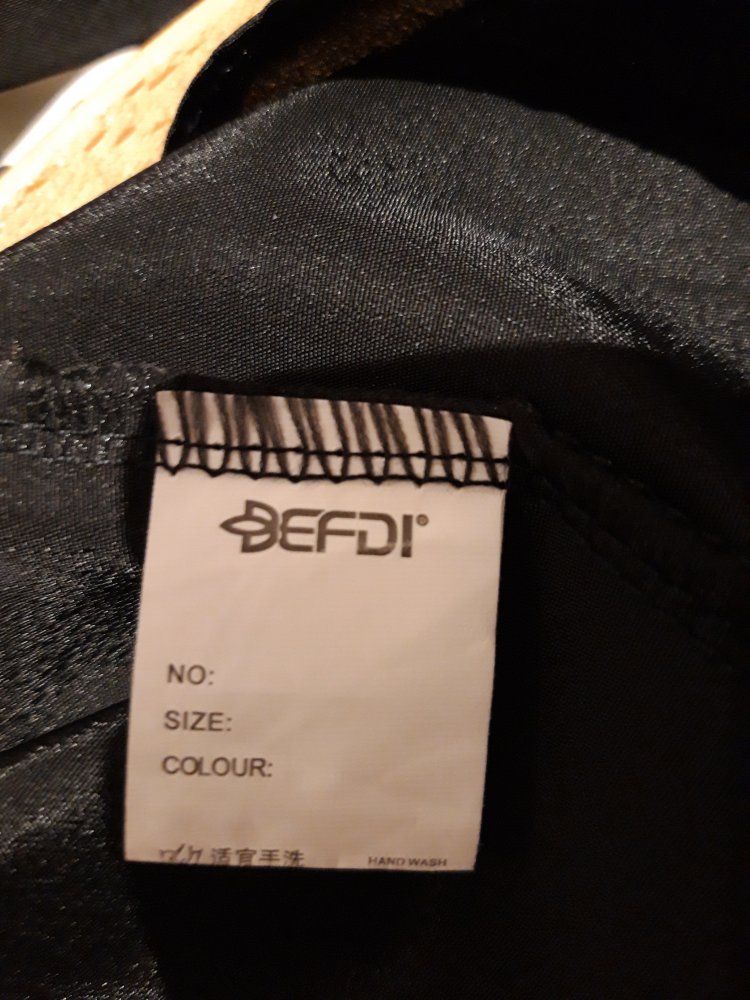 BEFDI®
NO:
SIZE:
COLOUR:
适宜手洗 HAND WASH